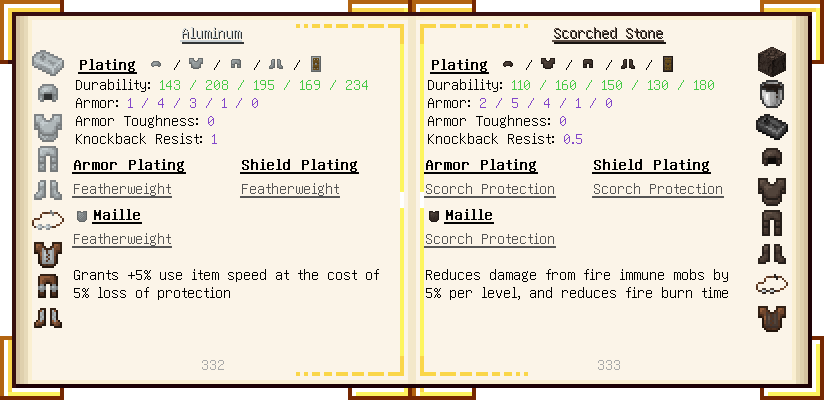 Aluminum
Plating / / / /
Durability: 143 / 208 / 195 / 169 / 234
Armor: 1 / 4 / 3 / 1 / 0
Armor Toughness: 0
Knockback Resist: 1
Armor Plating Shield Plating
Featherweight Featherweight
Maille
Featherweight
Grants +5% use item speed at the cost of
5% loss of protection
332
Scorched Stone
Plating / / / /
Durability: 110 / 160 / 150 / 130 / 180
Armor: 2 / 5 / 4 / 1 / 0
Armor Toughness: 0
Knockback Resist: 0.5
Armor Plating Shield Plating
Scorch Protection Scorch Protection
Maille
Scorch Protection
Reduces damage from fire immune mobs by
5% per level, and reduces fire burn time
333